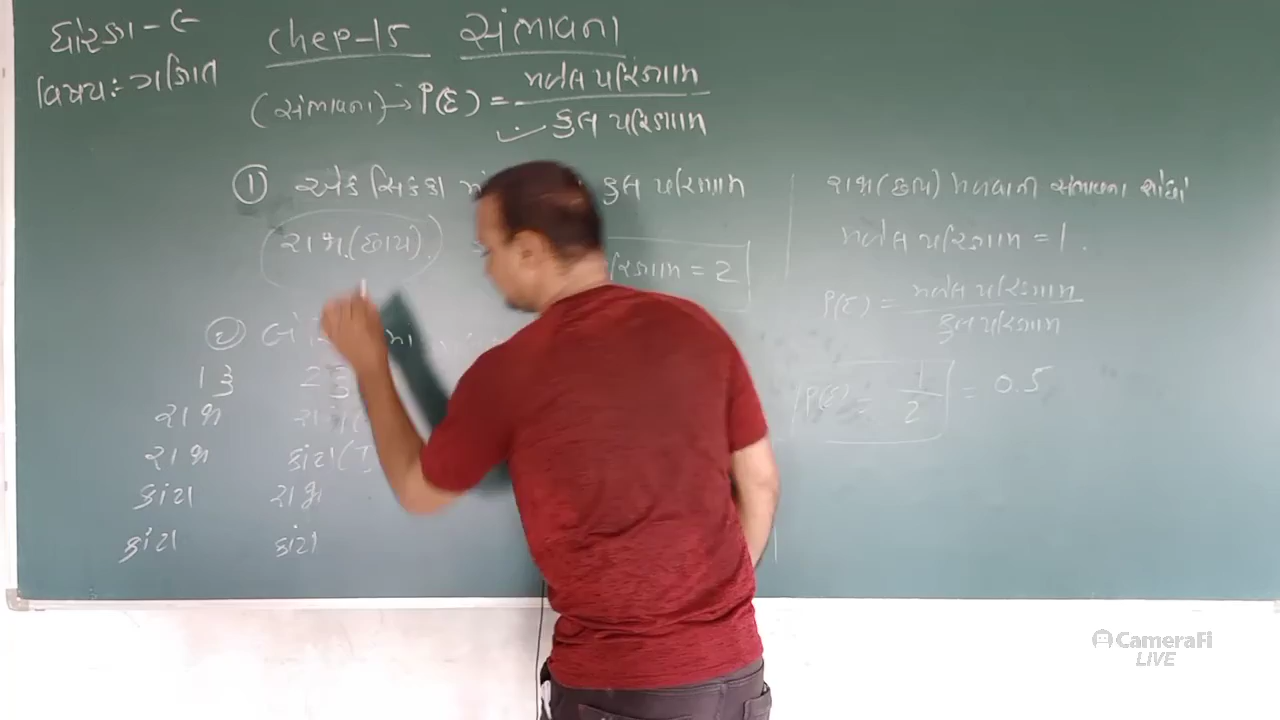 ધોરણ - ૯
વિષય:- ગણિત
chep-15 સંભાવના
(સંભાવના) → P(E) = મળેલ પરિણામ
કુલ પરિણામ
① એક સિક્કા કુલ પરિણામ
રાજા (છાપ)
= 2
② બે
1 રૂ 2 રૂ
રાજા રાજા
રાજા કાંટા (T)
કાંટા રાજા
કાંટા કાંટા
રાજા (છાપ) મળવાની સંભાવના શોધો
મળેલ પરિણામ = 1.
P(E) = મળેલ પરિણામ
કુલ પરિણામ
P(E) = 1/2 = 0.5
CameraFi
LIVE